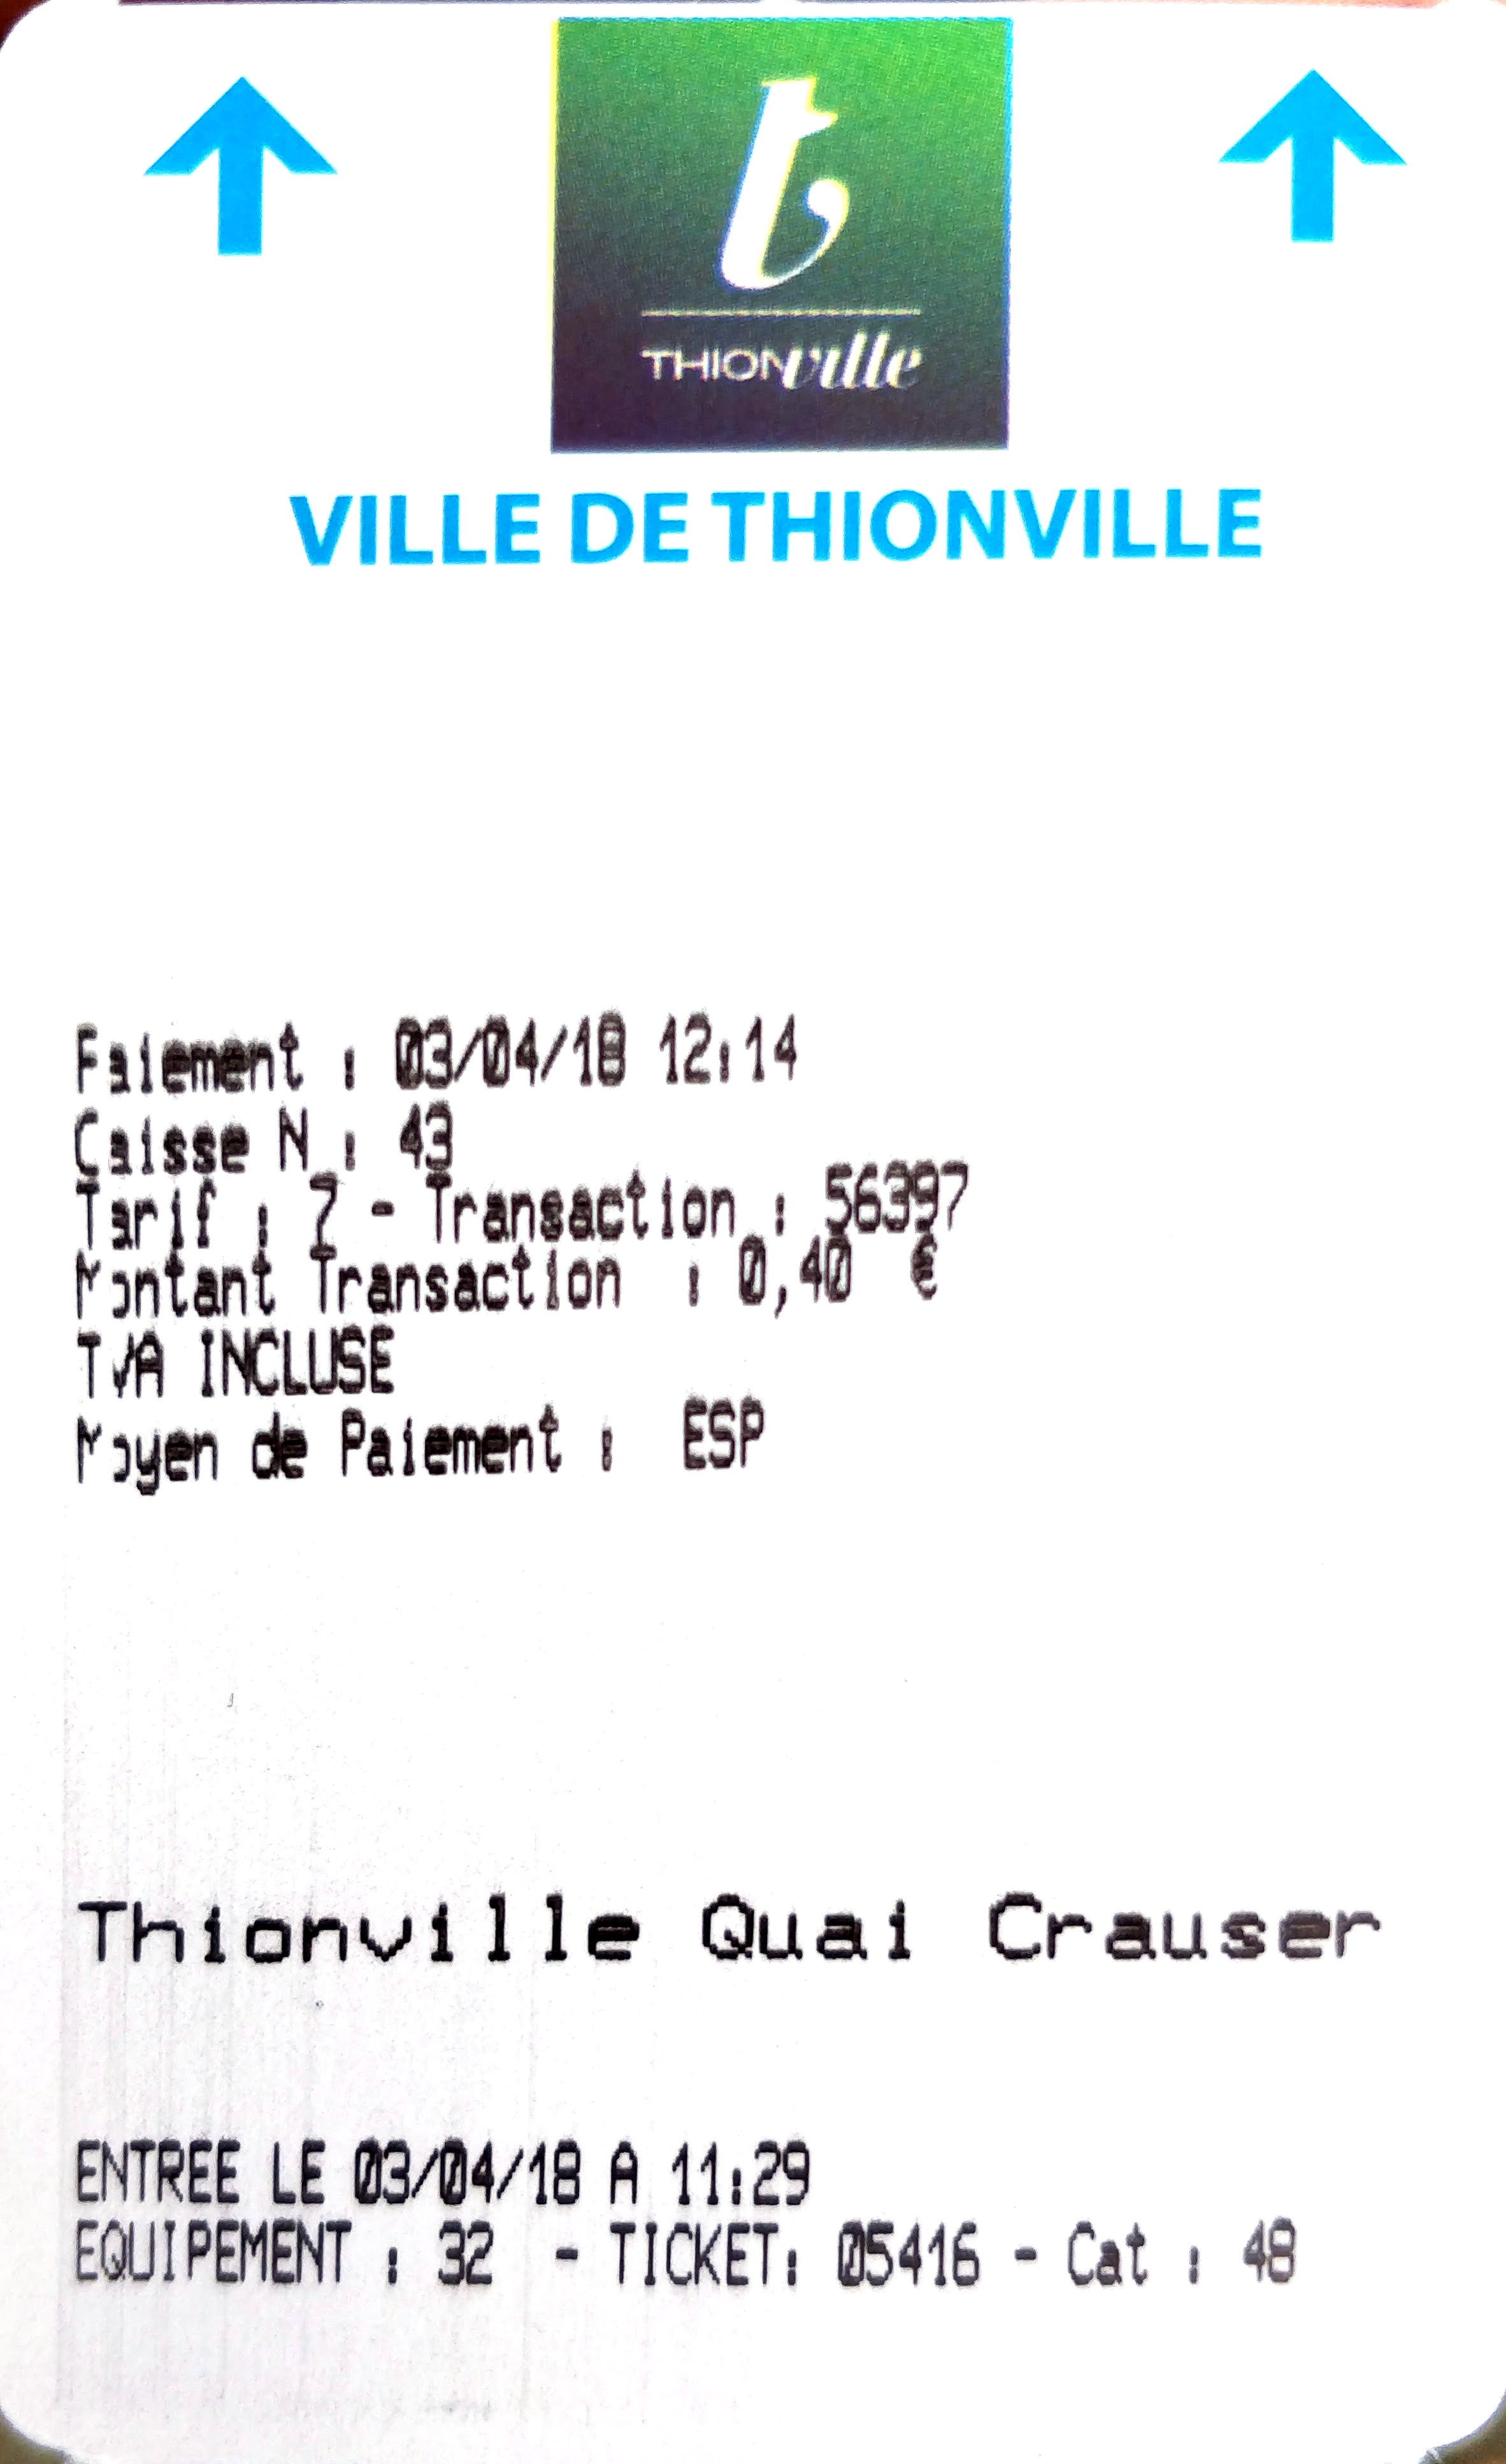 t
THIONville
VILLE DE THIONVILLE
Paiement : 03/04/18 12:14
Caisse N : 43
Tarif : 7 - Transaction : 56397
Montant Transaction : 0,40 €
TVA INCLUSE
Moyen de Paiement : ESP
Thionville Quai Crauser
ENTREE LE 03/04/18 A 11:29
EQUIPEMENT : 32 - TICKET: 05416 - Cat : 48